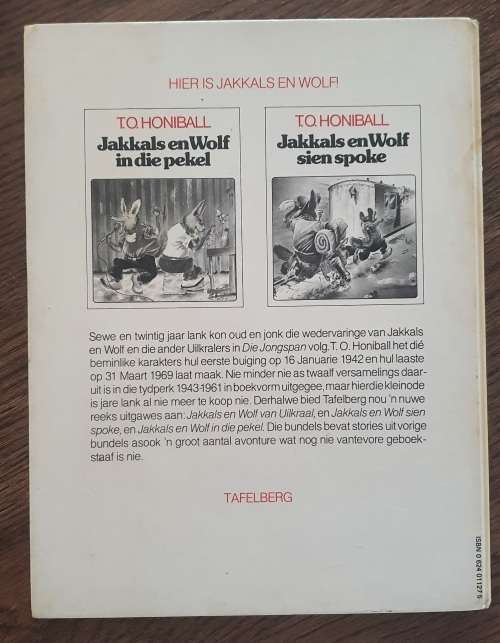 HIER IS JAKKALS EN WOLF!
T.O. HONIBALL
Jakkals en Wolf
in die pekel
T.O. HONIBALL
Jakkals en Wolf
sien spoke
Sewe en twintig jaar lank kon oud en jonk die wedervaringe van Jakkals
en Wolf en die ander Uilkralers in Die Jongspan volg. T. O. Honiball het dié
beminlike karakters hul eerste buiging op 16 Januarie 1942 en hul laaste
op 31 Maart 1969 laat maak. Nie minder nie as twaalf versamelings daar-
uit is in die tydperk 1943-1961 in boekvorm uitgegee, maar hierdie kleinode
is jare lank al nie meer te koop nie. Derhalwe bied Tafelberg nou 'n nuwe
reeks uitgawes aan: Jakkals en Wolf van Uilkraal, en Jakkals en Wolf sien
spoke, en Jakkals en Wolf in die pekel. Die bundels bevat stories uit vorige
bundels asook 'n groot aantal avonture wat nog nie vantevore geboek-
staaf is nie.
TAFELBERG
ISBN 0 624 01127 5